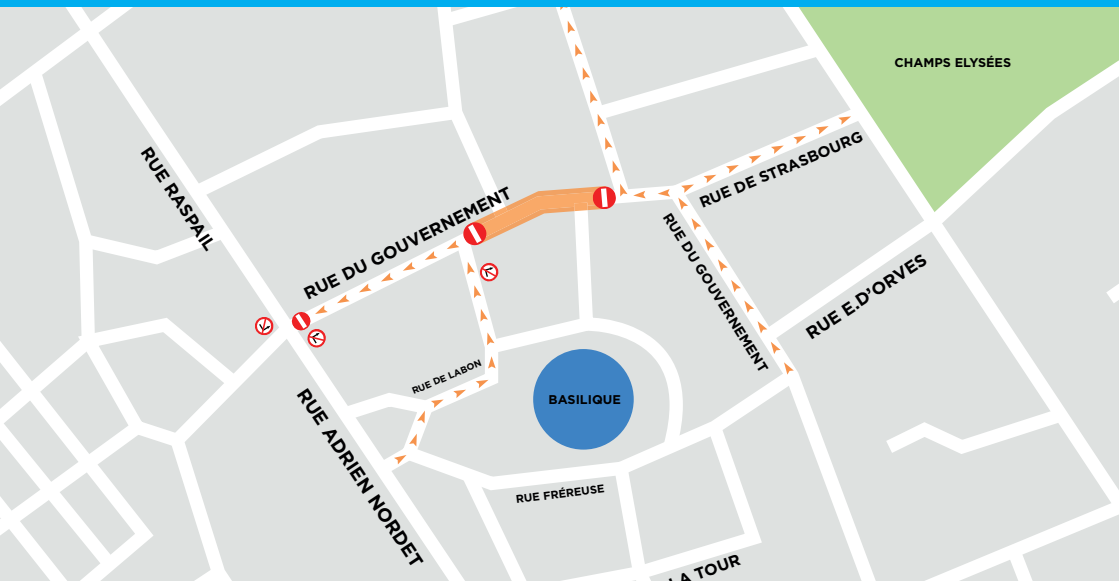 CHAMPS ELYSÉES
RUE RASPAIL
RUE DE STRASBOURG
RUE DU GOUVERNEMENT
RUE DU GOUVERNEMENT
RUE E.D'ORVES
RUE DE LABON
BASILIQUE
RUE ADRIEN NORDET
RUE FRÉREUSE
LA TOUR